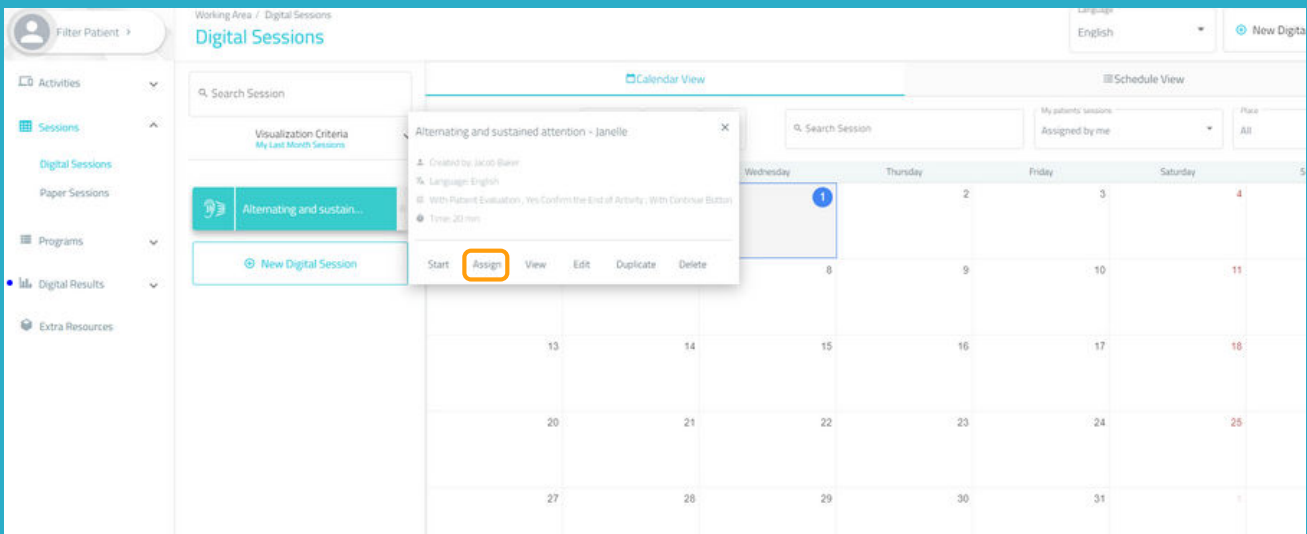 Filter Patient
Working Area / Digital Sessions
Digital Sessions
Language
English
New Digita
Activities
Sessions
Digital Sessions
Paper Sessions
Programs
Digital Results
Extra Resources
Search Session
Visualization Criteria
My Last Month Sessions
Alternating and sustain...
New Digital Session
Calendar View
Schedule View
Search Session
My patients' sessions
Assigned by me
Place
All
Alternating and sustained attention - Janelle
Created by: Jacob Baker
Language: English
With Patient Evaluation , Yes Confirm the End of Activity , With Continue Button
Time: 20 min
Start Assign View Edit Duplicate Delete
Wednesday Thursday Friday Saturday S
1 2 3 4
8 9 10 11
13 14 15 16 17 18
20 21 22 23 24 25
27 28 29 30 31